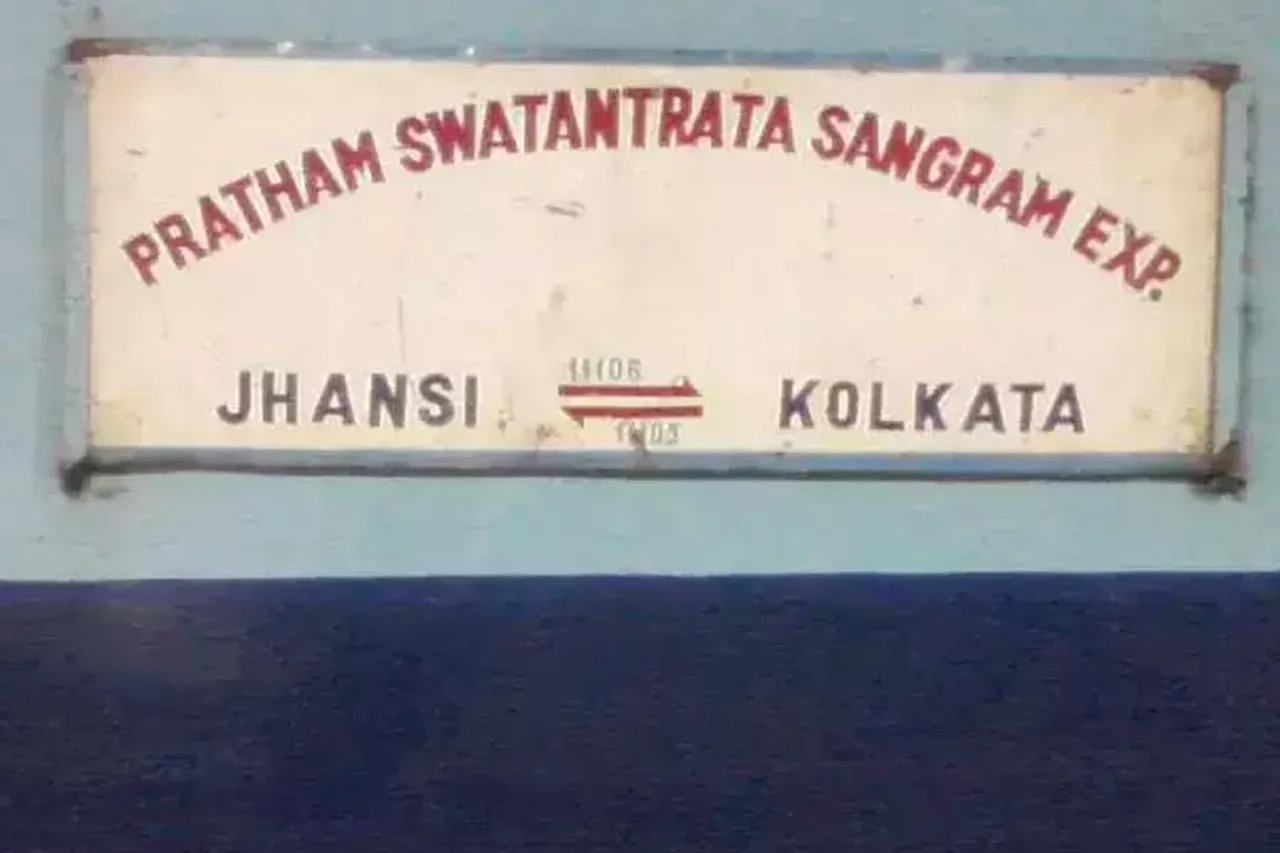 PRATHAM SWATANTRATA SANGRAM EXP.
11106
JHANSI KOLKATA